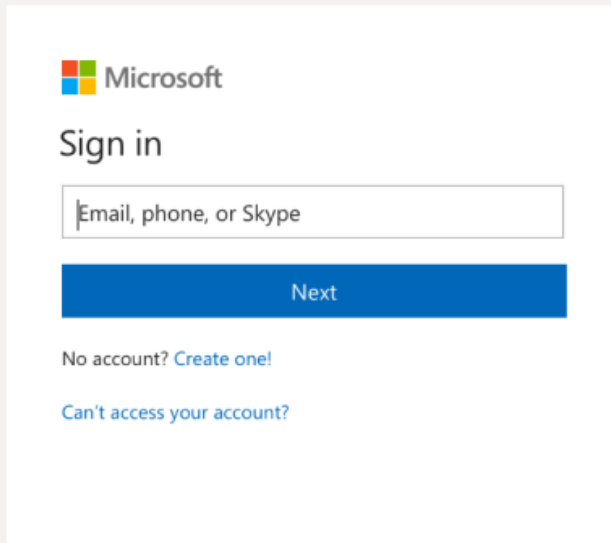 Microsoft
Sign in
Email, phone, or Skype
Next
No account? Create one!
Can't access your account?